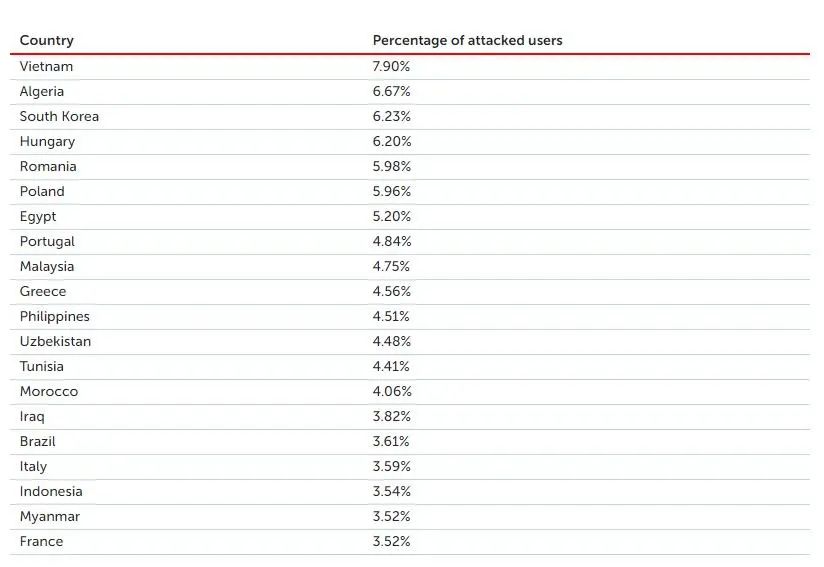 Country Percentage of attacked users
Vietnam 7.90%
Algeria 6.67%
South Korea 6.23%
Hungary 6.20%
Romania 5.98%
Poland 5.96%
Egypt 5.20%
Portugal 4.84%
Malaysia 4.75%
Greece 4.56%
Philippines 4.51%
Uzbekistan 4.48%
Tunisia 4.41%
Morocco 4.06%
Iraq 3.82%
Brazil 3.61%
Italy 3.59%
Indonesia 3.54%
Myanmar 3.52%
France 3.52%